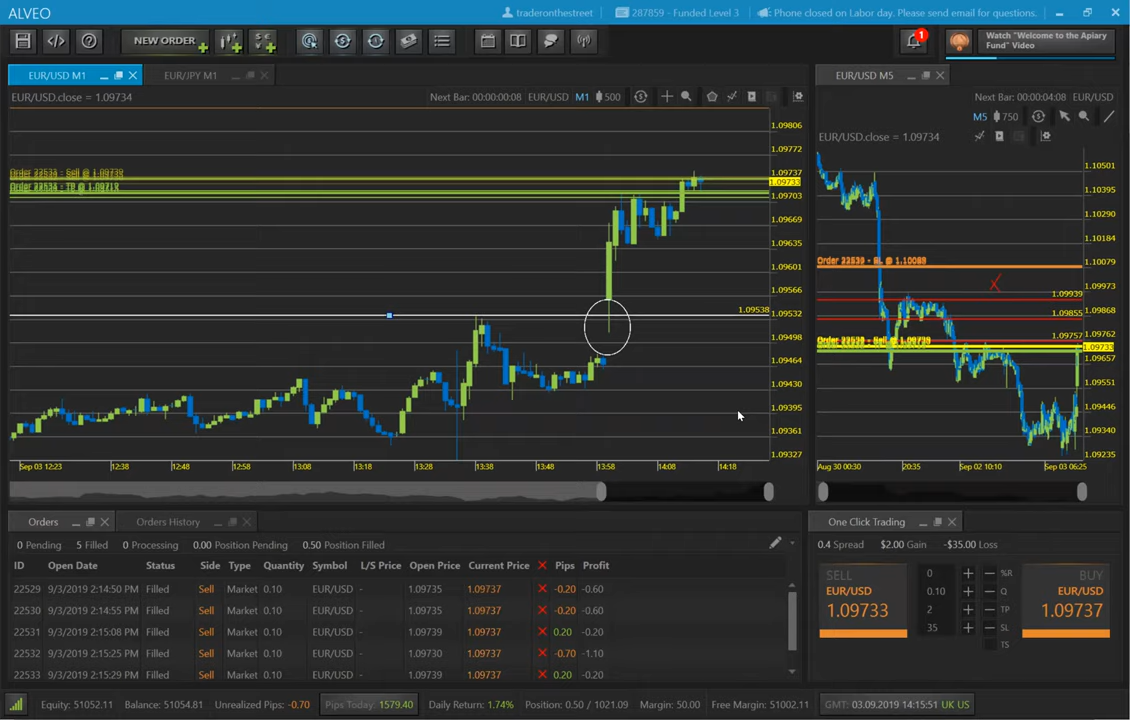 ALVEO
traderonthestreet
287859 - Funded Level 3
Phone closed on Labor day. Please send email for questions.
NEW ORDER
1
Watch "Welcome to the Apiary
Fund" Video
EUR/USD M1
EUR/JPY M1
EUR/USD M5
EUR/USD.close = 1.09734
Next Bar: 00:00:00:08
EUR/USD
M1
500
Next Bar: 00:00:04:08
EUR/USD
M5
750
EUR/USD.close = 1.09734
1.09806
1.09772
1.09737
1.09733
1.09703
1.09669
1.09635
1.09601
1.09566
1.09538
1.09532
1.09498
1.09464
1.09430
1.09395
1.09361
1.09327
Sep 03 12:23
12:38
12:48
12:58
13:08
13:18
13:28
13:38
13:48
13:58
14:08
14:18
1.10501
1.10395
1.10290
1.10184
1.10079
1.09973
1.09939
1.09868
1.09855
1.09762
1.09757
1.09733
1.09657
1.09551
1.09446
1.09340
1.09235
Aug 30 00:30
20:35
Sep 02 10:10
Sep 03 06:25
Orders
Orders History
0 Pending
5 Filled
0 Processing
0.00 Position Pending
0.50 Position Filled
ID Open Date Status Side Type Quantity Symbol L/S Price Open Price Current Price Pips Profit
22529 9/3/2019 2:14:50 PM Filled Sell Market 0.10 EUR/USD - 1.09735 1.09737 -0.20 -0.60
22530 9/3/2019 2:14:55 PM Filled Sell Market 0.10 EUR/USD - 1.09735 1.09737 -0.20 -0.60
22531 9/3/2019 2:15:08 PM Filled Sell Market 0.10 EUR/USD - 1.09739 1.09737 0.20 -0.20
22532 9/3/2019 2:15:25 PM Filled Sell Market 0.10 EUR/USD - 1.09730 1.09737 -0.70 -1.10
22533 9/3/2019 2:15:29 PM Filled Sell Market 0.10 EUR/USD - 1.09739 1.09737 0.20 -0.20
One Click Trading
0.4 Spread
$2.00 Gain
-$35.00 Loss
SELL
EUR/USD
1.09733
0 + − %R
0.10 + − Q
2 + − TP
35 + − SL
TS
BUY
EUR/USD
1.09737
Equity: 51052.11
Balance: 51054.81
Unrealized Pips: -0.70
Pips Today: 1579.40
Daily Return: 1.74%
Position: 0.50 / 1021.09
Margin: 50.00
Free Margin: 51002.11
GMT: 03.09.2019 14:15:51 UK US